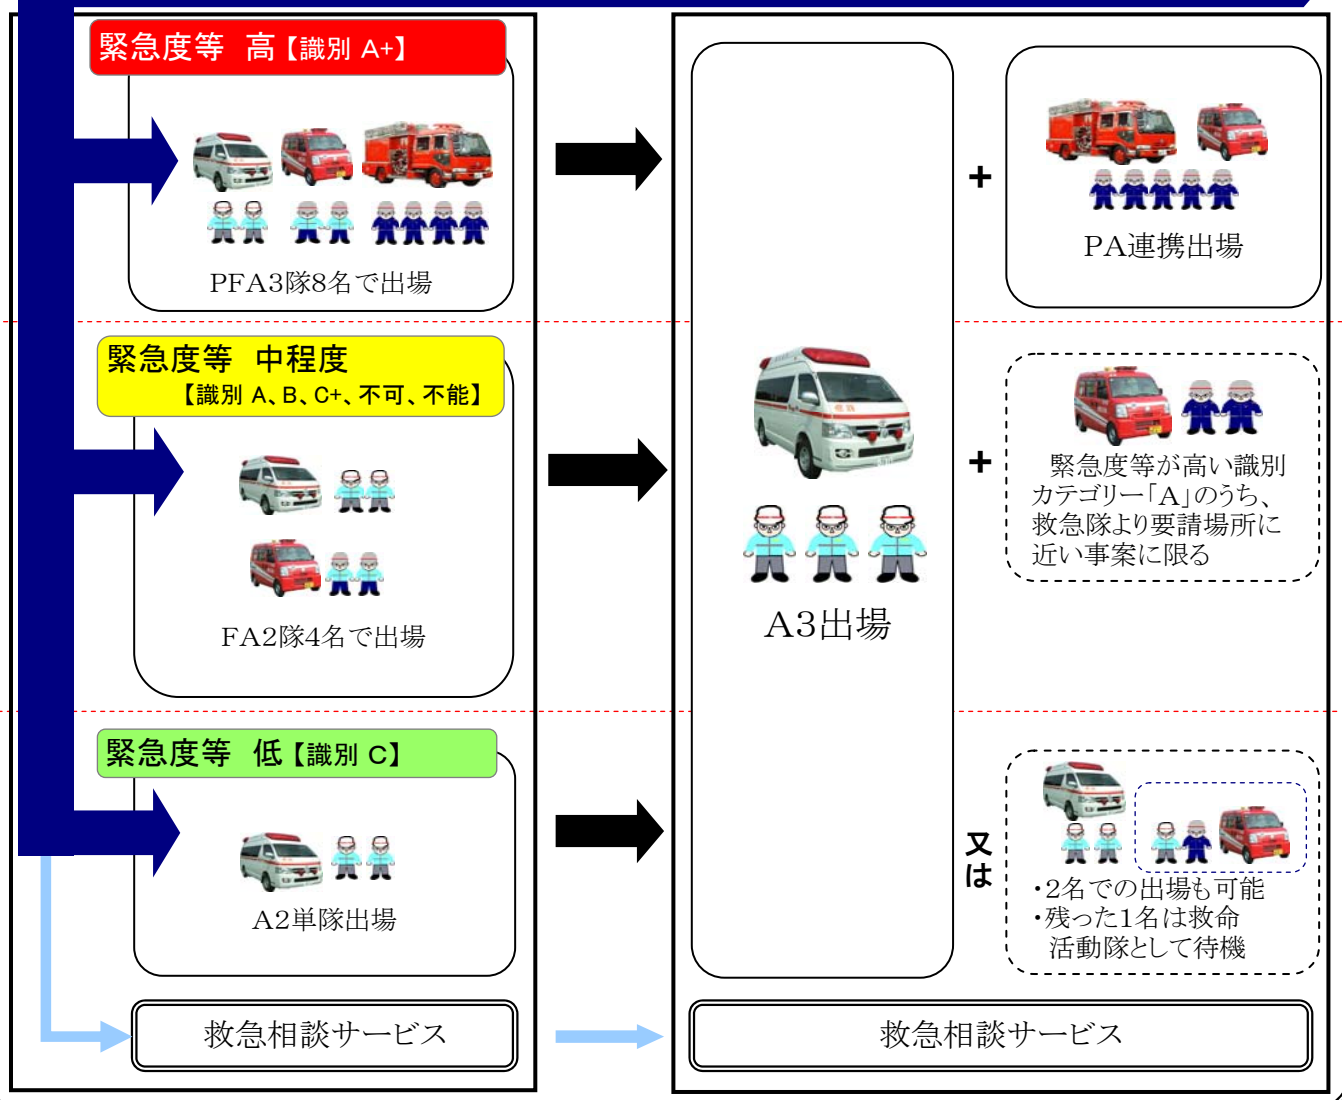 緊急度等 高【識別 A+】
PFA3隊8名で出場
緊急度等 中程度
【識別 A、B、C+、不可、不能】
FA2隊4名で出場
緊急度等 低【識別 C】
A2単隊出場
救急相談サービス
A3出場
+
PA連携出場
+
緊急度等が高い識別
カテゴリー「A」のうち、
救急隊より要請場所に
近い事案に限る
又は
・2名での出場も可能
・残った1名は救命
活動隊として待機
救急相談サービス